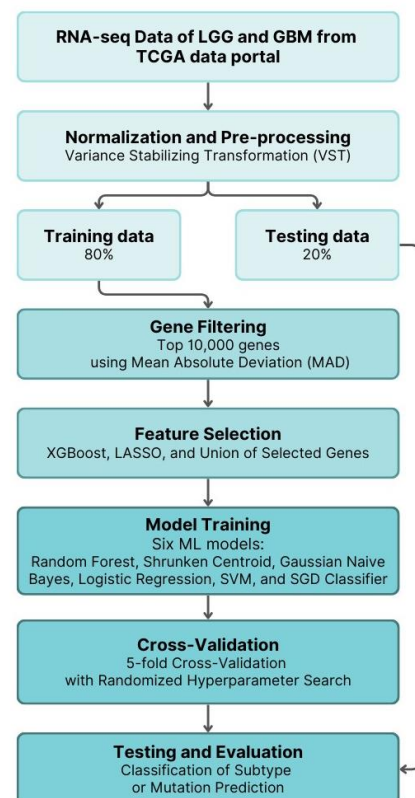 RNA-seq Data of LGG and GBM from
TCGA data portal
Normalization and Pre-processing
Variance Stabilizing Transformation (VST)
Training data
80%
Testing data
20%
Gene Filtering
Top 10,000 genes
using Mean Absolute Deviation (MAD)
Feature Selection
XGBoost, LASSO, and Union of Selected Genes
Model Training
Six ML models:
Random Forest, Shrunken Centroid, Gaussian Naive
Bayes, Logistic Regression, SVM, and SGD Classifier
Cross-Validation
5-fold Cross-Validation
with Randomized Hyperparameter Search
Testing and Evaluation
Classification of Subtype
or Mutation Prediction